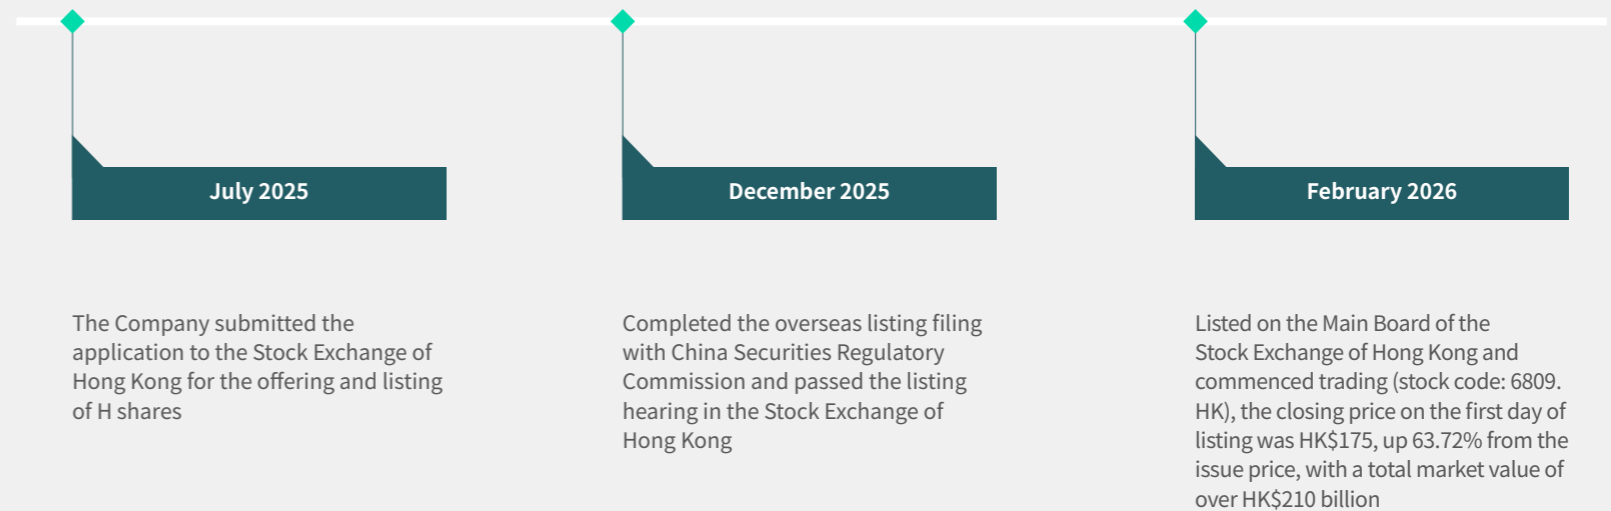 July 2025
The Company submitted the
application to the Stock Exchange of
Hong Kong for the offering and listing
of H shares
December 2025
Completed the overseas listing filing
with China Securities Regulatory
Commission and passed the listing
hearing in the Stock Exchange of
Hong Kong
February 2026
Listed on the Main Board of the
Stock Exchange of Hong Kong and
commenced trading (stock code: 6809.
HK), the closing price on the first day of
listing was HK$175, up 63.72% from the
issue price, with a total market value of
over HK$210 billion